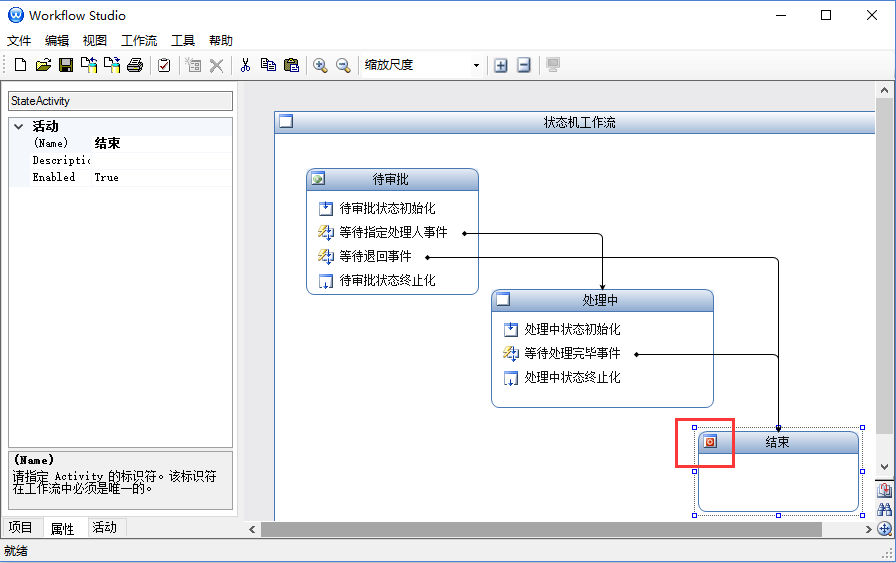 Workflow Studio
文件 编辑 视图 工作流 工具 帮助
缩放尺度
StateActivity
活动
(Name) 结束
Descriptic
Enabled True
(Name)
请指定 Activity 的标识符。该标识符
在工作流中必须是唯一的。
项目 属性 活动
就绪
状态机工作流
待审批
待审批状态初始化
等待指定处理人事件
等待退回事件
待审批状态终止化
处理中
处理中状态初始化
等待处理完毕事件
处理中状态终止化
结束